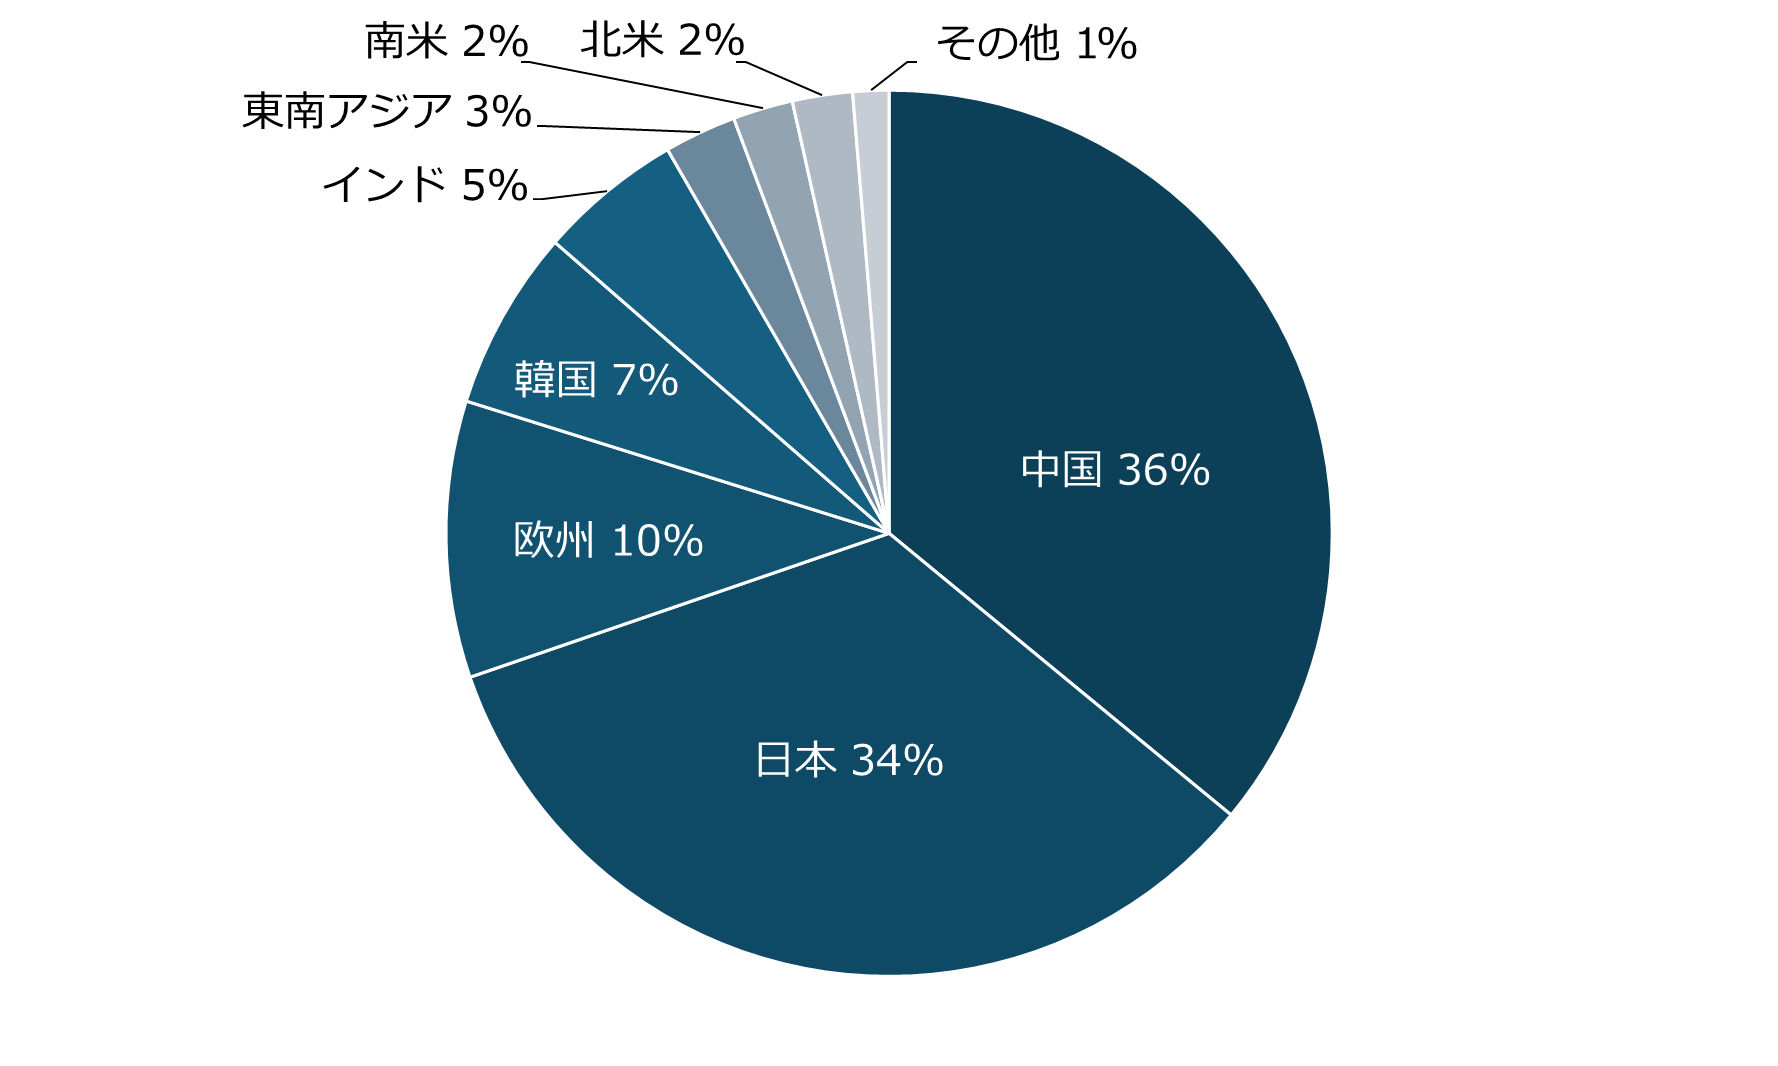 南米 2%
北米 2%
その他 1%
東南アジア 3%
インド 5%
韓国 7%
中国 36%
欧州 10%
日本 34%